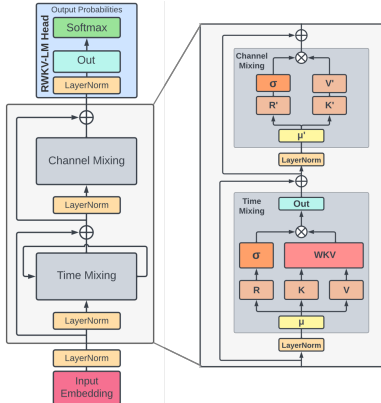 Output Probabilities
Softmax
Out
LayerNorm
RWKV-LM Head
Channel Mixing
LayerNorm
Time Mixing
LayerNorm
LayerNorm
Input
Embedding
Channel
Mixing
σ
V'
R'
K'
μ'
LayerNorm
Time
Mixing
Out
σ
WKV
R
K
V
μ
LayerNorm